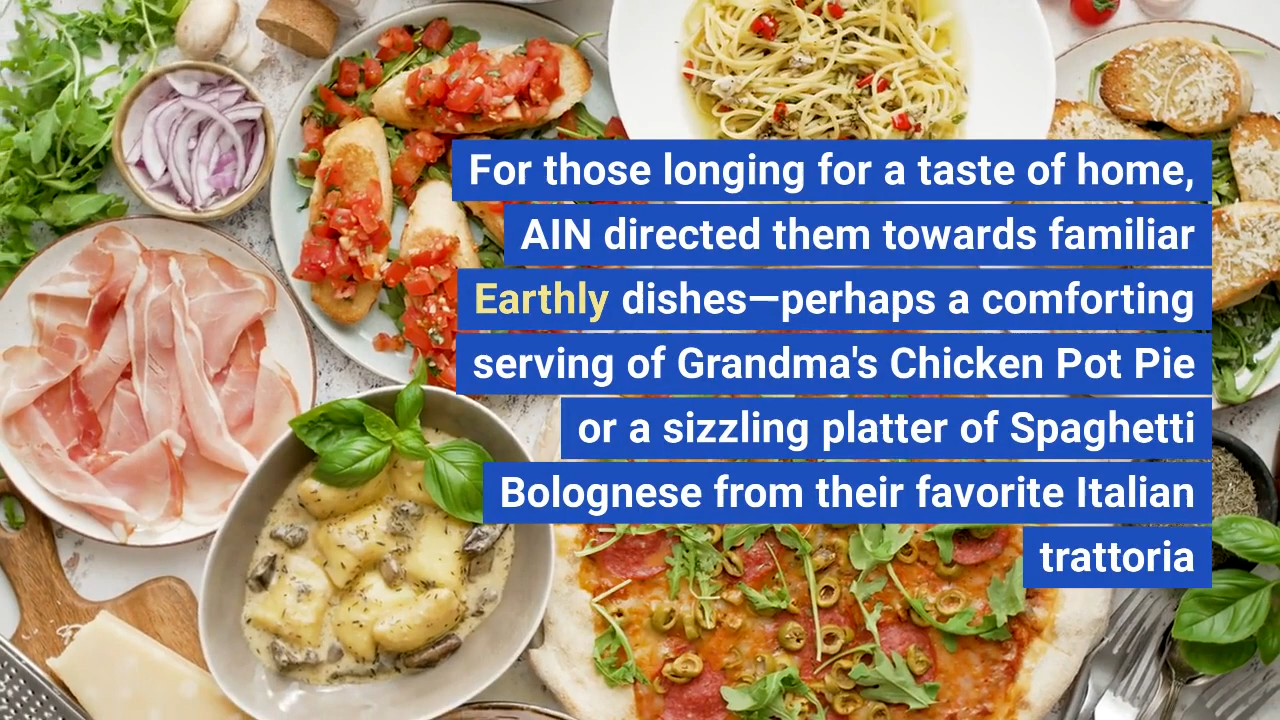 For those longing for a taste of home,
AIN directed them towards familiar
Earthly dishes—perhaps a comforting
serving of Grandma's Chicken Pot Pie
or a sizzling platter of Spaghetti
Bolognese from their favorite Italian
trattoria